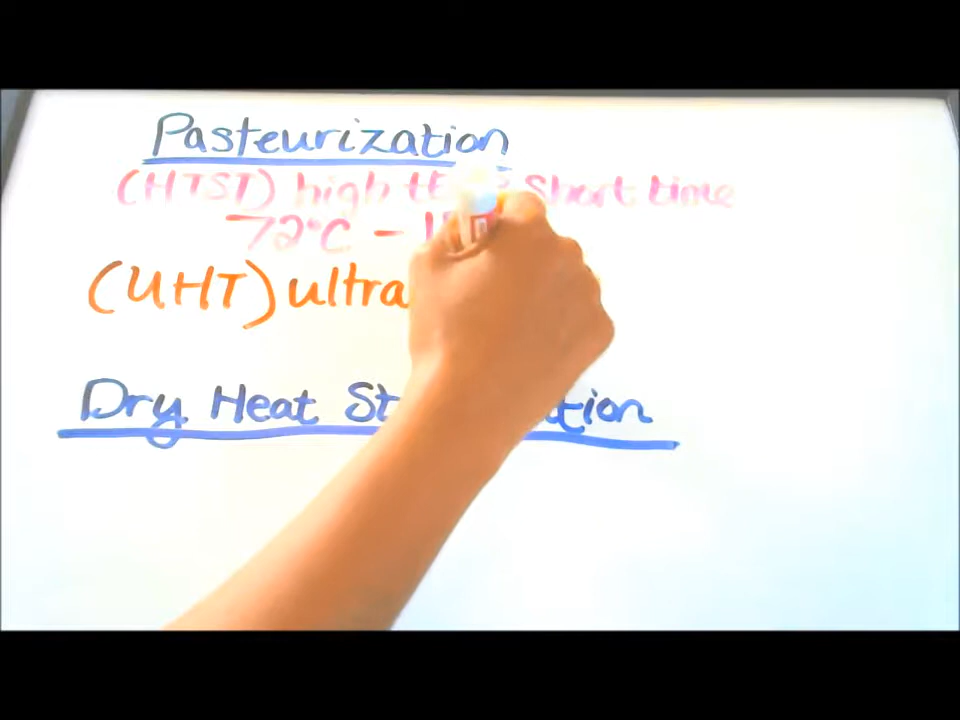 Pasteurization
(HTST) high short time
72°C -
(UHT) ultra
Dry Heat